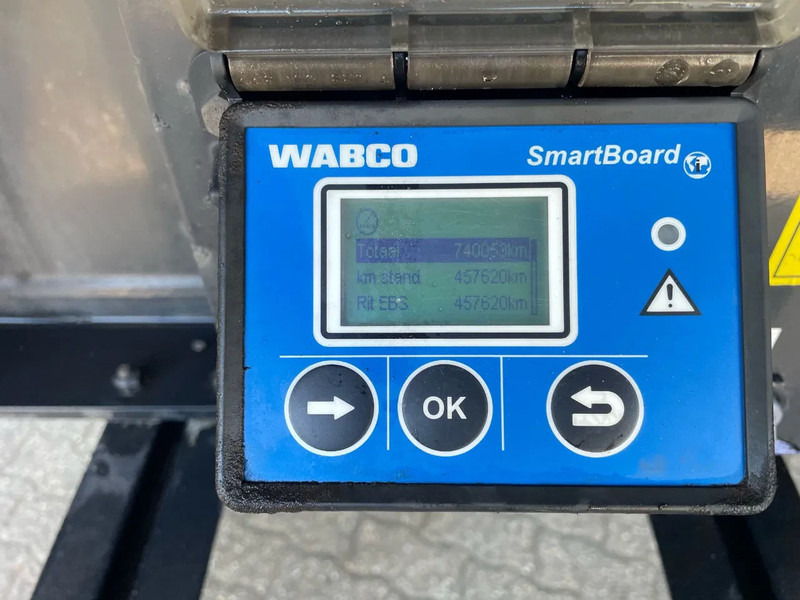 WABCO
SmartBoard
Totaal 740053km
km stand 457620km
Rit EBS 457620km
OK